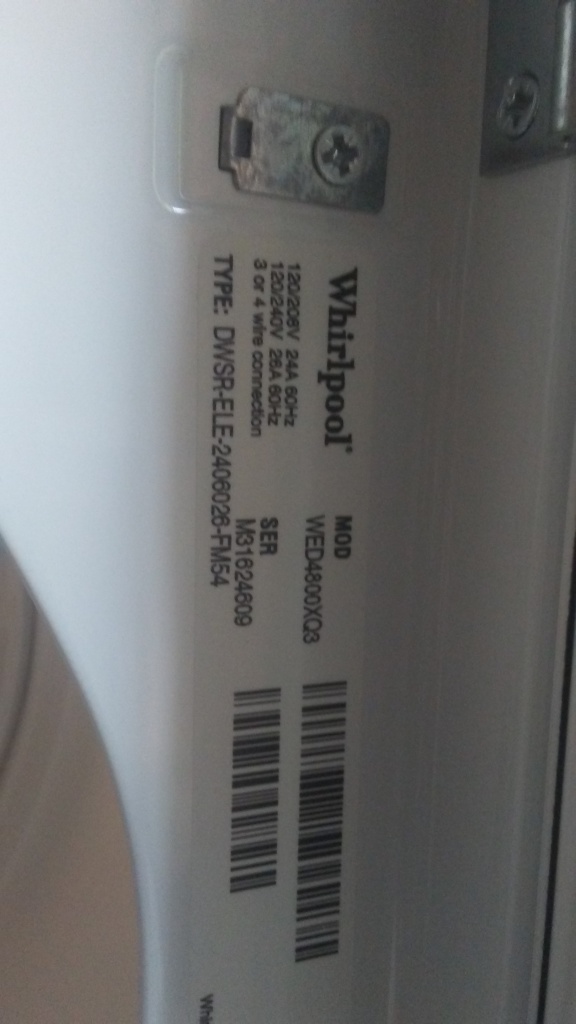 Whirlpool®
120/208V 24A 60Hz
120/240V 26A 60Hz
3 or 4 wire connection
TYPE: DWSR-ELE-2406026-FM54
MOD
WED4800XQ3
SER
M31624609